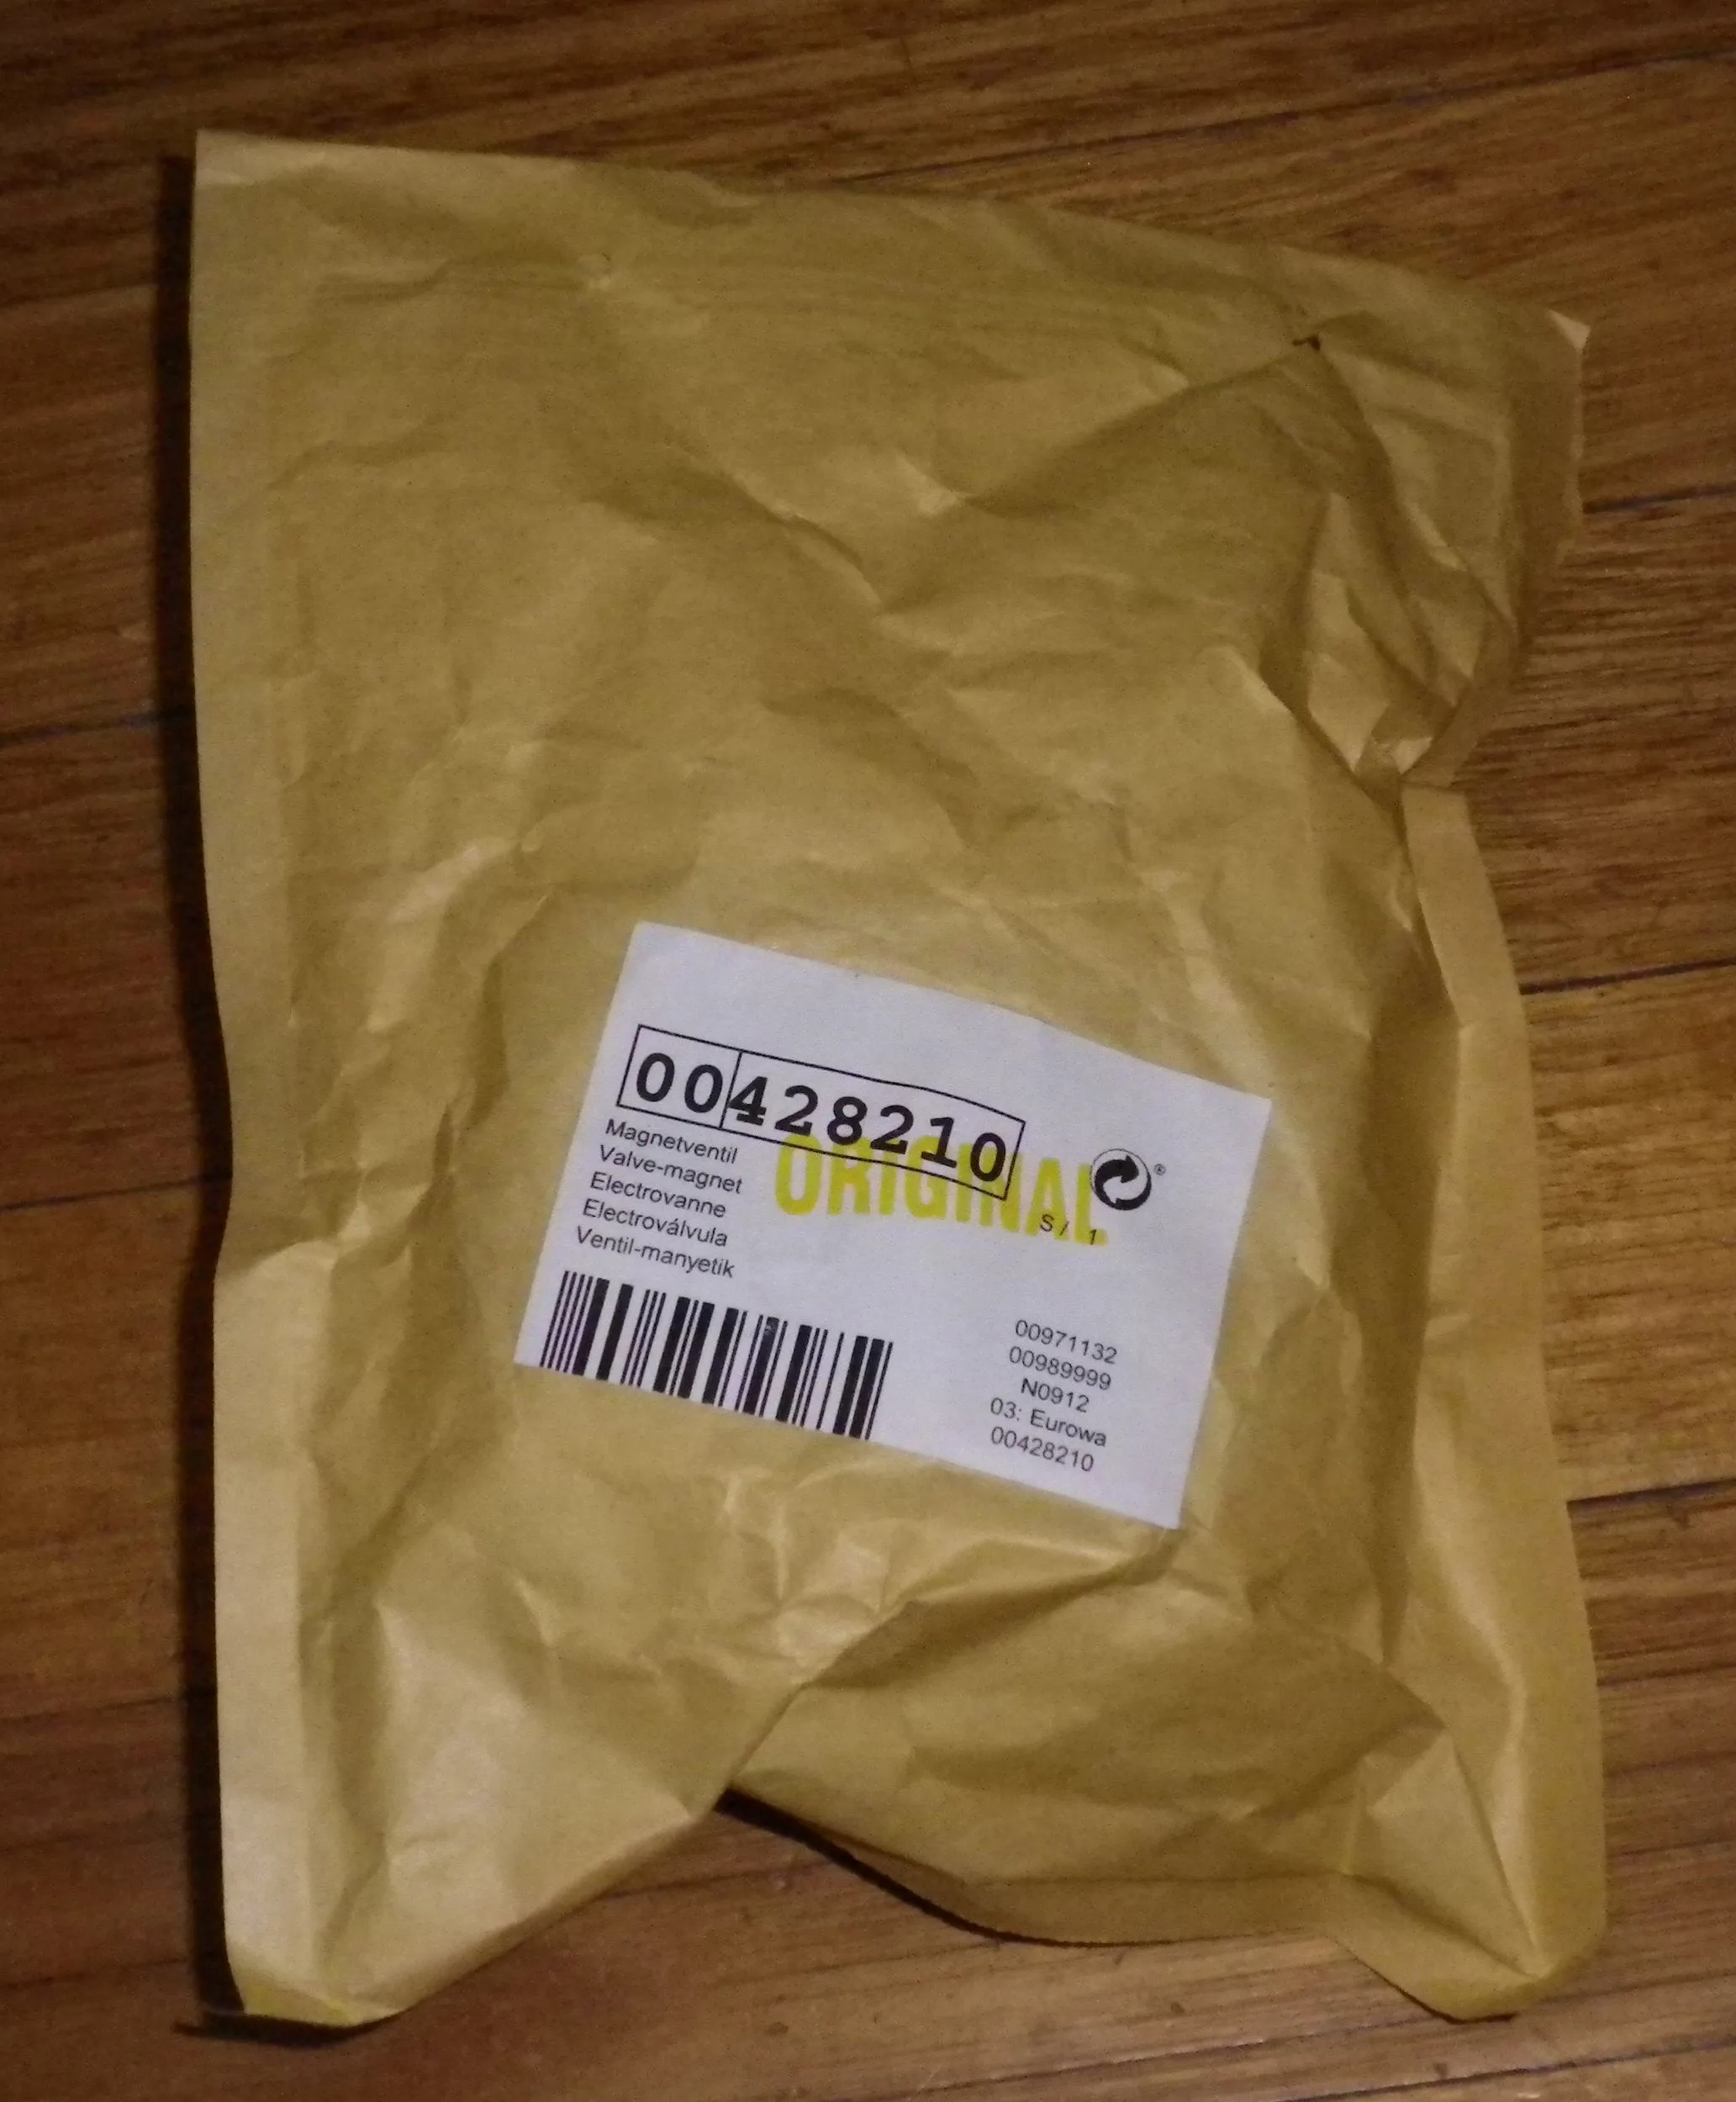 00428210
Magnetventil
Valve-magnet
Electrovanne
Electroválvula
Ventil-manyetik
ORIGINAL
®
S/ 1
00971132
00989999
N0912
03: Eurowa
00428210